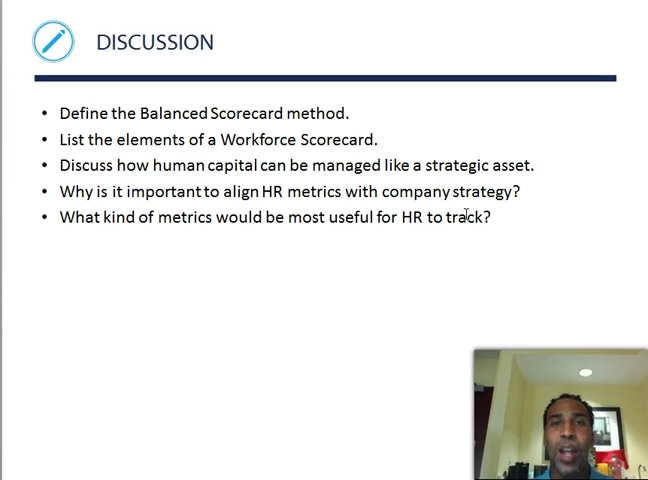 DISCUSSION
• Define the Balanced Scorecard method.
• List the elements of a Workforce Scorecard.
• Discuss how human capital can be managed like a strategic asset.
• Why is it important to align HR metrics with company strategy?
• What kind of metrics would be most useful for HR to track?